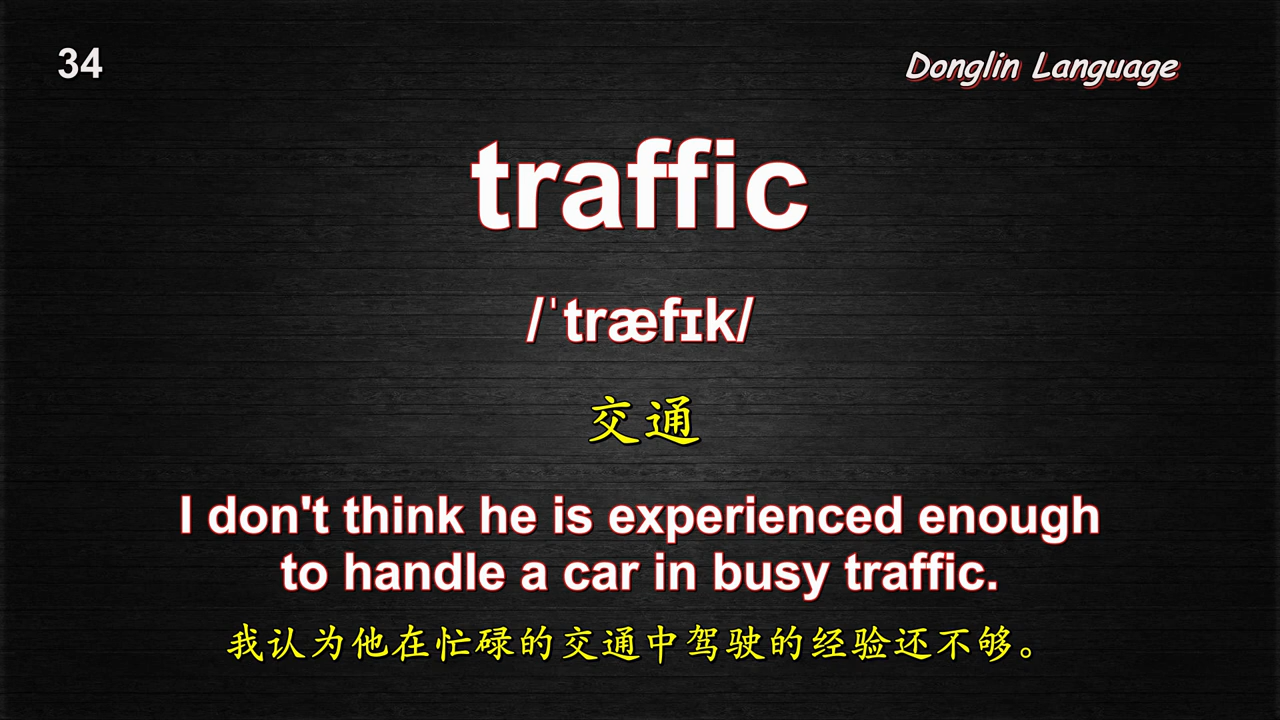 34
Donglin Language
traffic
/ˈtræfɪk/
交通
I don't think he is experienced enough
to handle a car in busy traffic.
我认为他在忙碌的交通中驾驶的经验还不够。